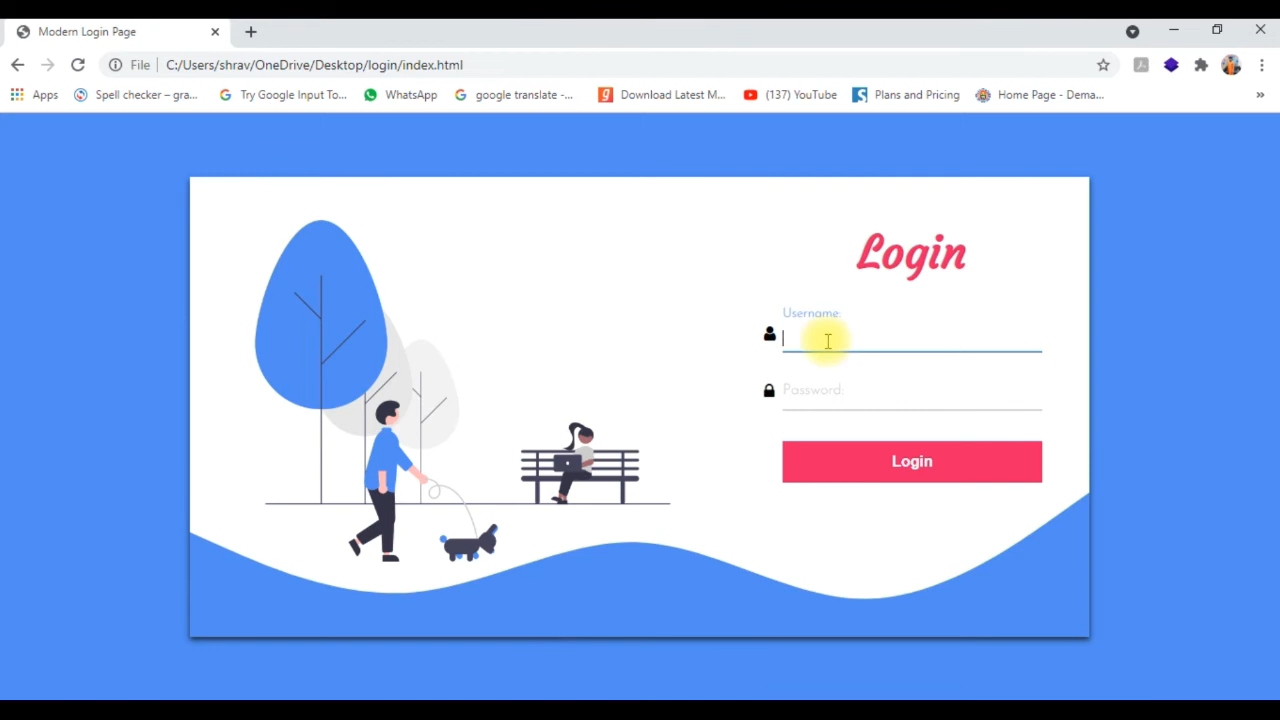 Modern Login Page
File C:/Users/shrav/OneDrive/Desktop/login/index.html
Apps Spell checker – gra... Try Google Input To... WhatsApp google translate -... Download Latest M... (137) YouTube Plans and Pricing Home Page - Dema... »
Login
Username:
Password:
Login